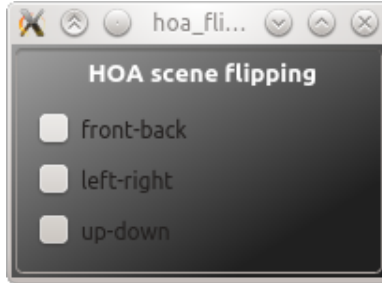 hoa_fli...
HOA scene flipping
front-back
left-right
up-down